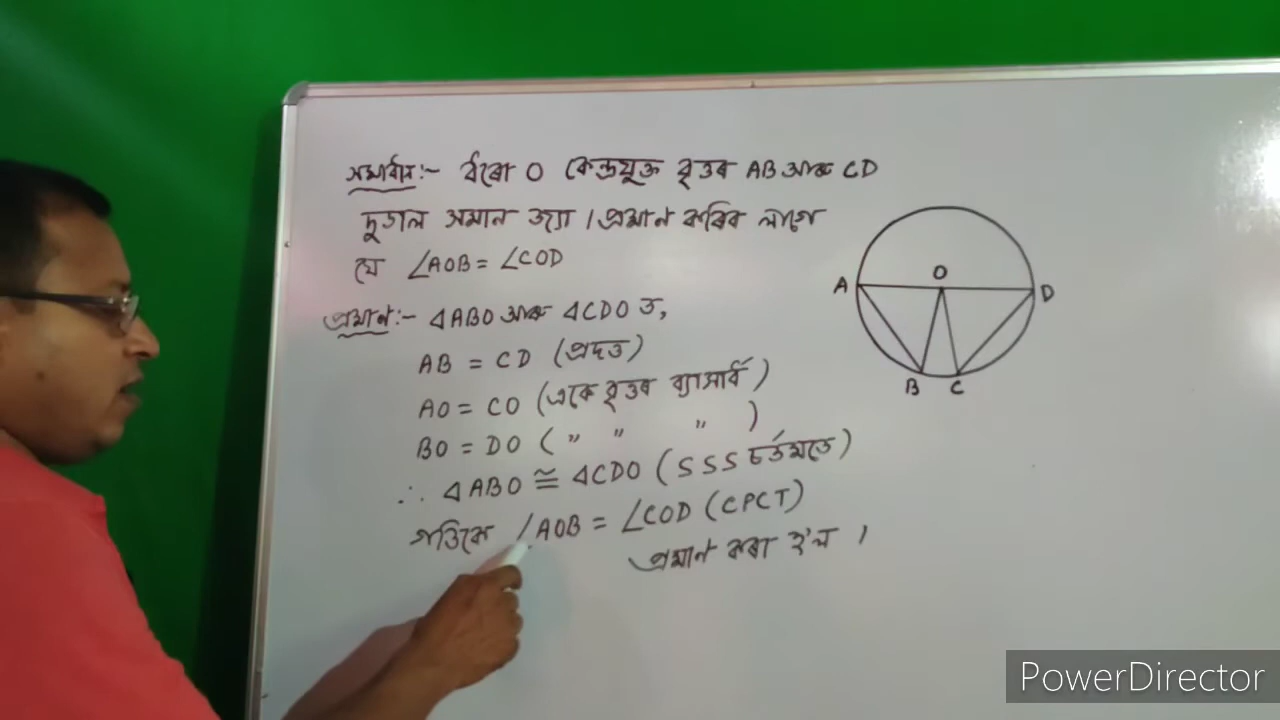 সমাধান:- ধৰো O কেন্দ্ৰযুক্ত বৃত্তৰ AB আৰু CD
দুডাল সমান জ্যা । প্ৰমান কৰিব লাগে
যে ∠AOB = ∠COD
প্ৰমান:- ΔABO আৰু ΔCDO ত,
AB = CD (প্ৰদত্ত)
AO = CO (একে বৃত্তৰ ব্যাসাৰ্ধ)
BO = DO ( " " " )
∴ ΔABO ≅ ΔCDO (SSS চৰ্তমতে)
গতিকে ∠AOB = ∠COD (CPCT)
প্ৰমান কৰা হ'ল ।
O
A
D
B C
PowerDirector